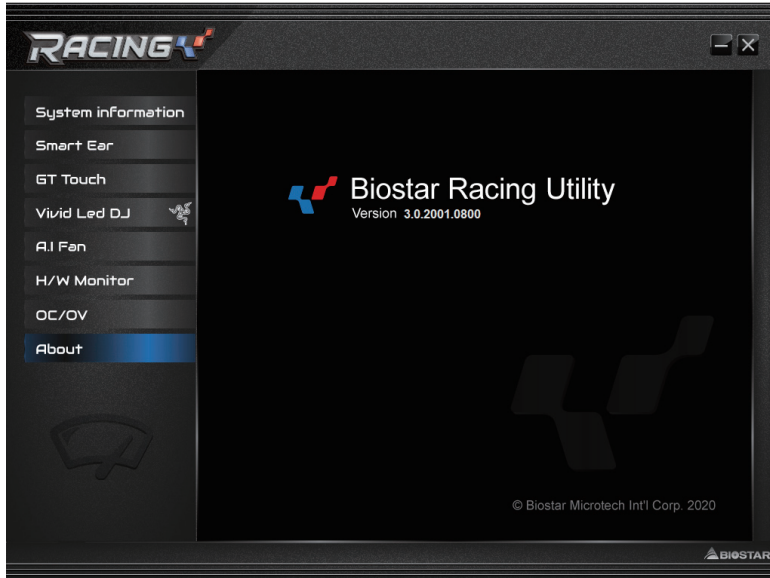 RACING
System information
Smart Ear
GT Touch
Vivid Led DJ
A.I Fan
H/W Monitor
OC/OV
About
Biostar Racing Utility
Version 3.0.2001.0800
© Biostar Microtech Int'l Corp. 2020
BIOSTAR